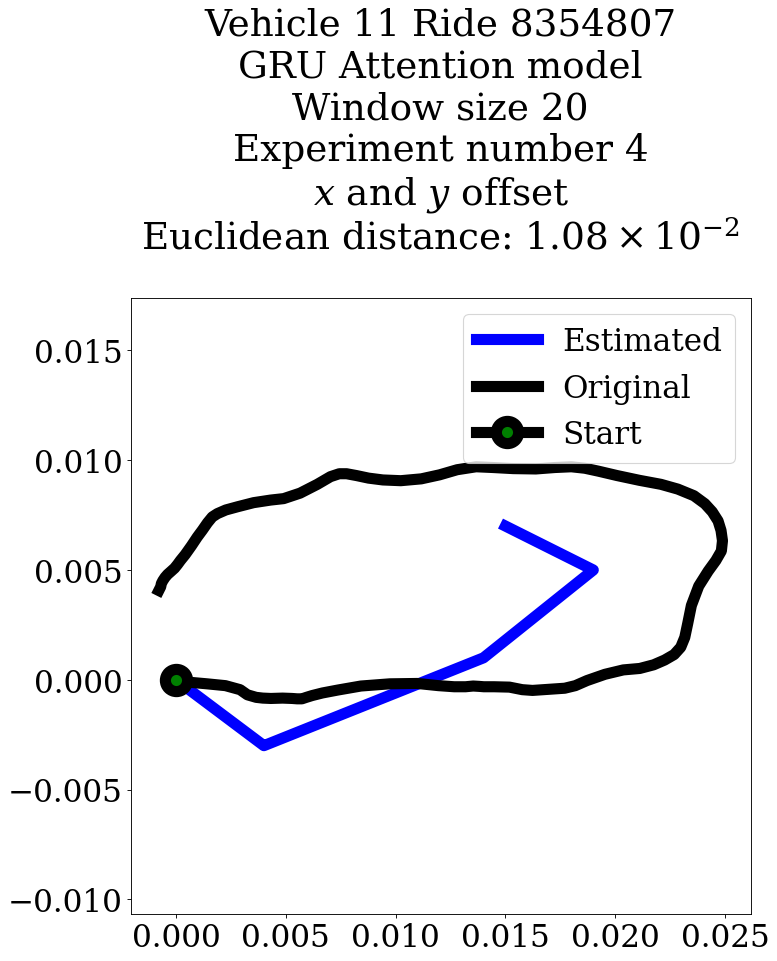 Vehicle 11 Ride 8354807
GRU Attention model
Window size 20
Experiment number 4
x and y offset
Euclidean distance: 1.08 × 10⁻²
Estimated
Original
Start
0.015
0.010
0.005
0.000
−0.005
−0.010
0.000 0.005 0.010 0.015 0.020 0.025